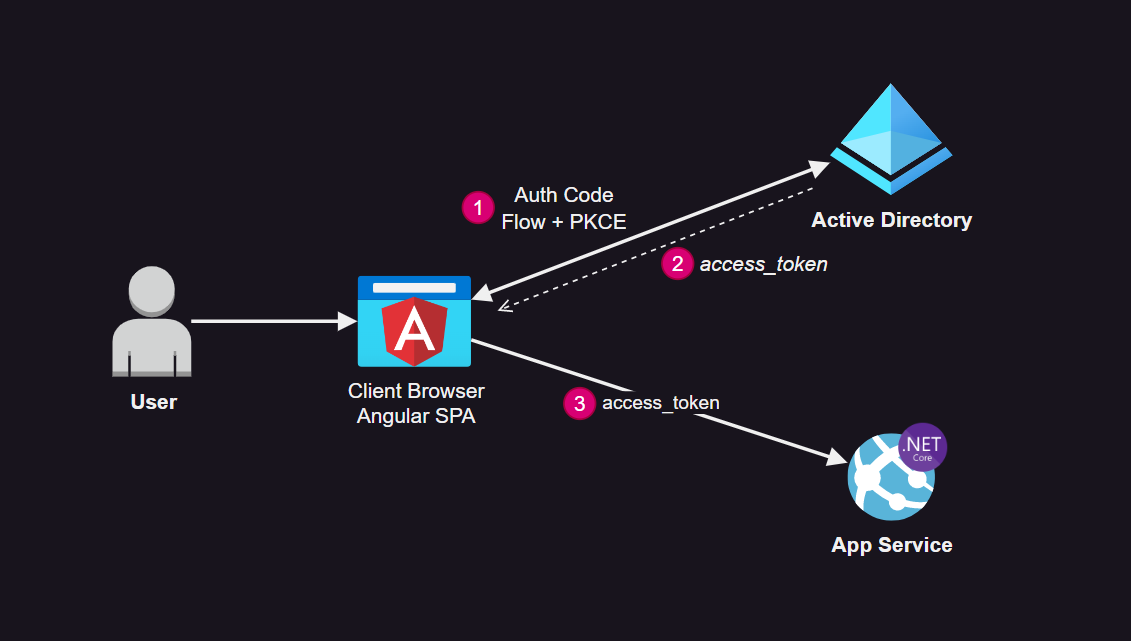 Active Directory
1
Auth Code
Flow + PKCE
2
access_token
User
A
Client Browser
Angular SPA
3
access_token
.NET
Core
App Service